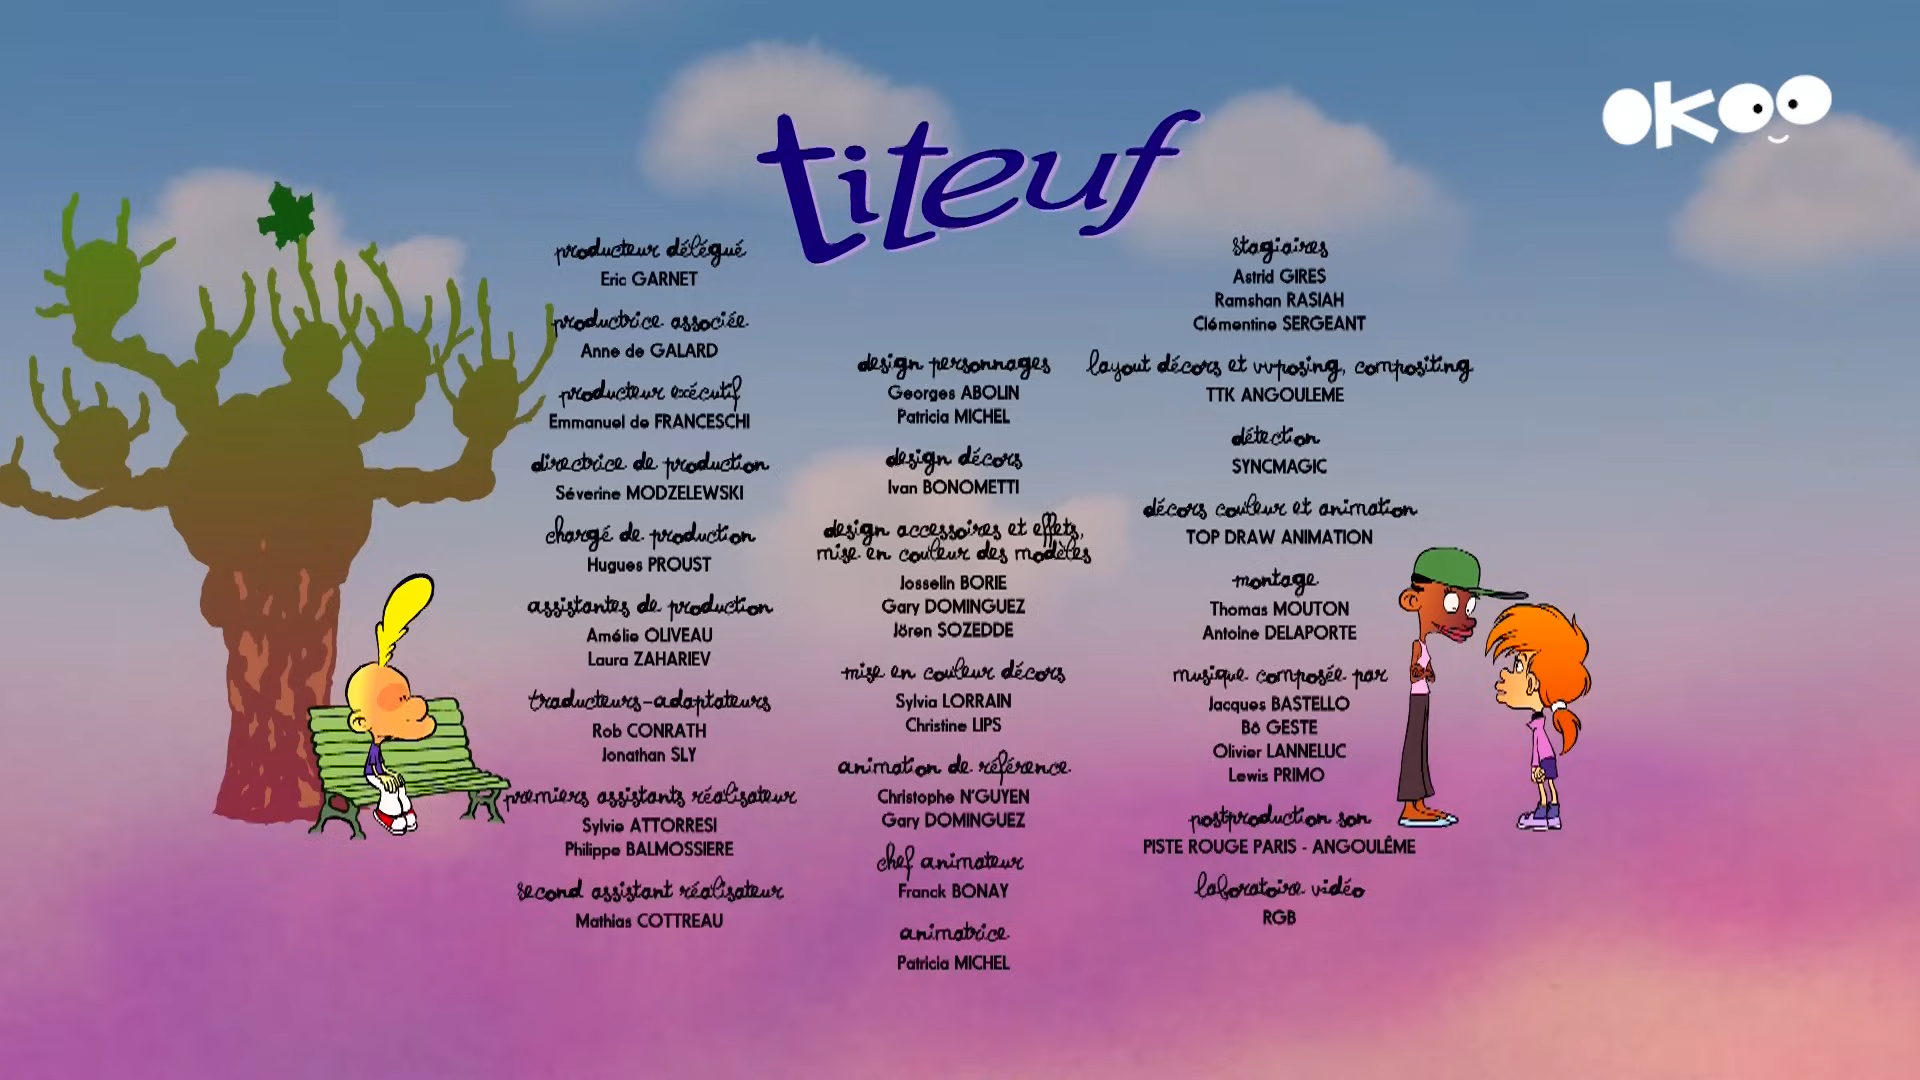 titeuf
OKOO
producteur délégué
Eric GARNET
productrice associée
Anne de GALARD
producteur exécutif
Emmanuel de FRANCESCHI
directrice de production
Séverine MODZELEWSKI
chargé de production
Hugues PROUST
assistantes de production
Amélie OLIVEAU
Laura ZAHARIEV
traducteurs-adaptateurs
Rob CONRATH
Jonathan SLY
premiers assistants réalisateur
Sylvie ATTORRESI
Philippe BALMOSSIERE
second assistant réalisateur
Mathias COTTREAU
design personnages
Georges ABOLIN
Patricia MICHEL
design décors
Ivan BONOMETTI
design accessoires et effets,
mise en couleur des modèles
Josselin BORIE
Gary DOMINGUEZ
Jören SOZEDDE
mise en couleur décors
Sylvia LORRAIN
Christine LIPS
animation de référence
Christophe N'GUYEN
Gary DOMINGUEZ
chef animateur
Franck BONAY
animatrice
Patricia MICHEL
stagiaires
Astrid GIRES
Ramshan RASIAH
Clémentine SERGEANT
layout décors et vvposing, compositing
TTK ANGOULEME
détection
SYNCMAGIC
décors couleur et animation
TOP DRAW ANIMATION
montage
Thomas MOUTON
Antoine DELAPORTE
musique composée par
Jacques BASTELLO
Bô GESTE
Olivier LANNELUC
Lewis PRIMO
postproduction son
PISTE ROUGE PARIS - ANGOULÊME
laboratoire vidéo
RGB